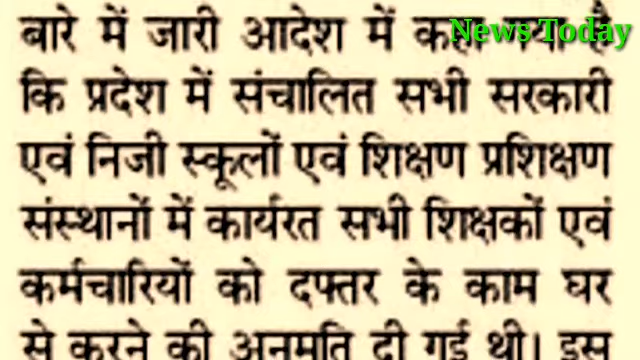 बारे में जारी आदेश में है
News Today
कि प्रदेश में संचालित सभी सरकारी
एवं निजी स्कूलों एवं शिक्षण प्रशिक्षण
संस्थानों में कार्यरत सभी शिक्षकों एवं
कर्मचारियों को दफ्तर के काम घर
से करने की अनुमति दी गई थी। इस